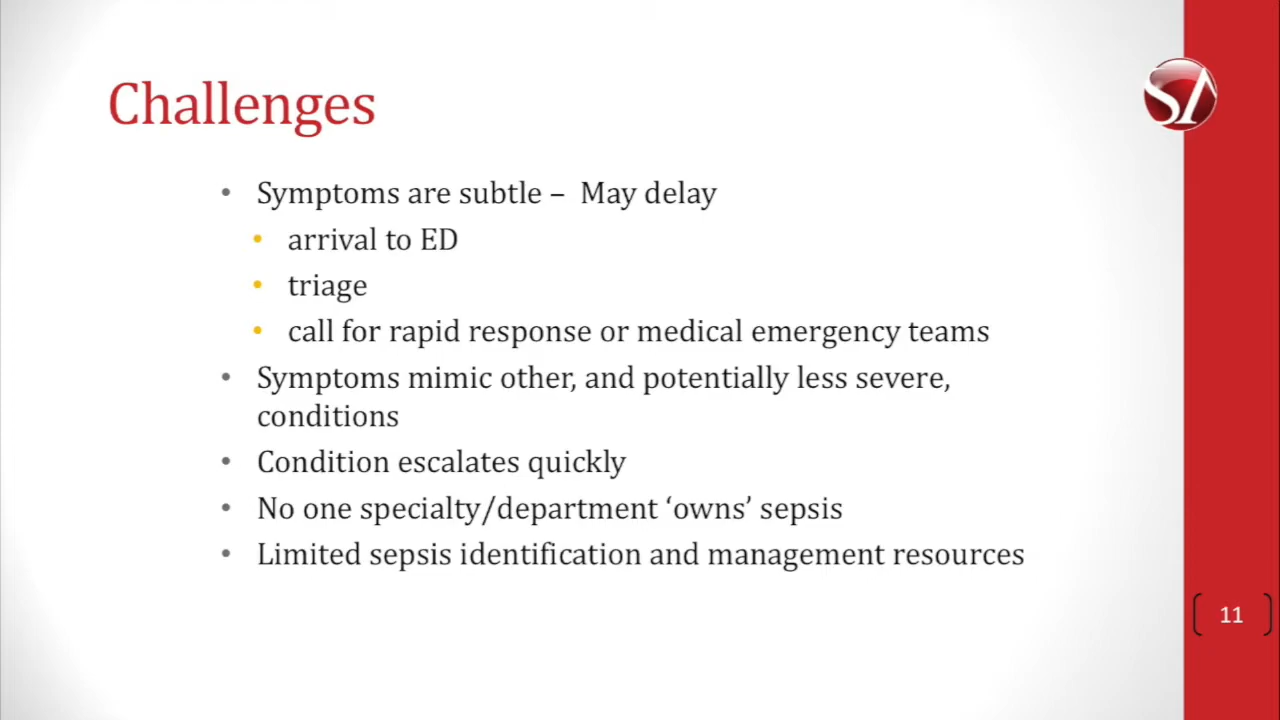 Challenges
SA
• Symptoms are subtle – May delay
• arrival to ED
• triage
• call for rapid response or medical emergency teams
• Symptoms mimic other, and potentially less severe,
conditions
• Condition escalates quickly
• No one specialty/department ‘owns’ sepsis
• Limited sepsis identification and management resources
11